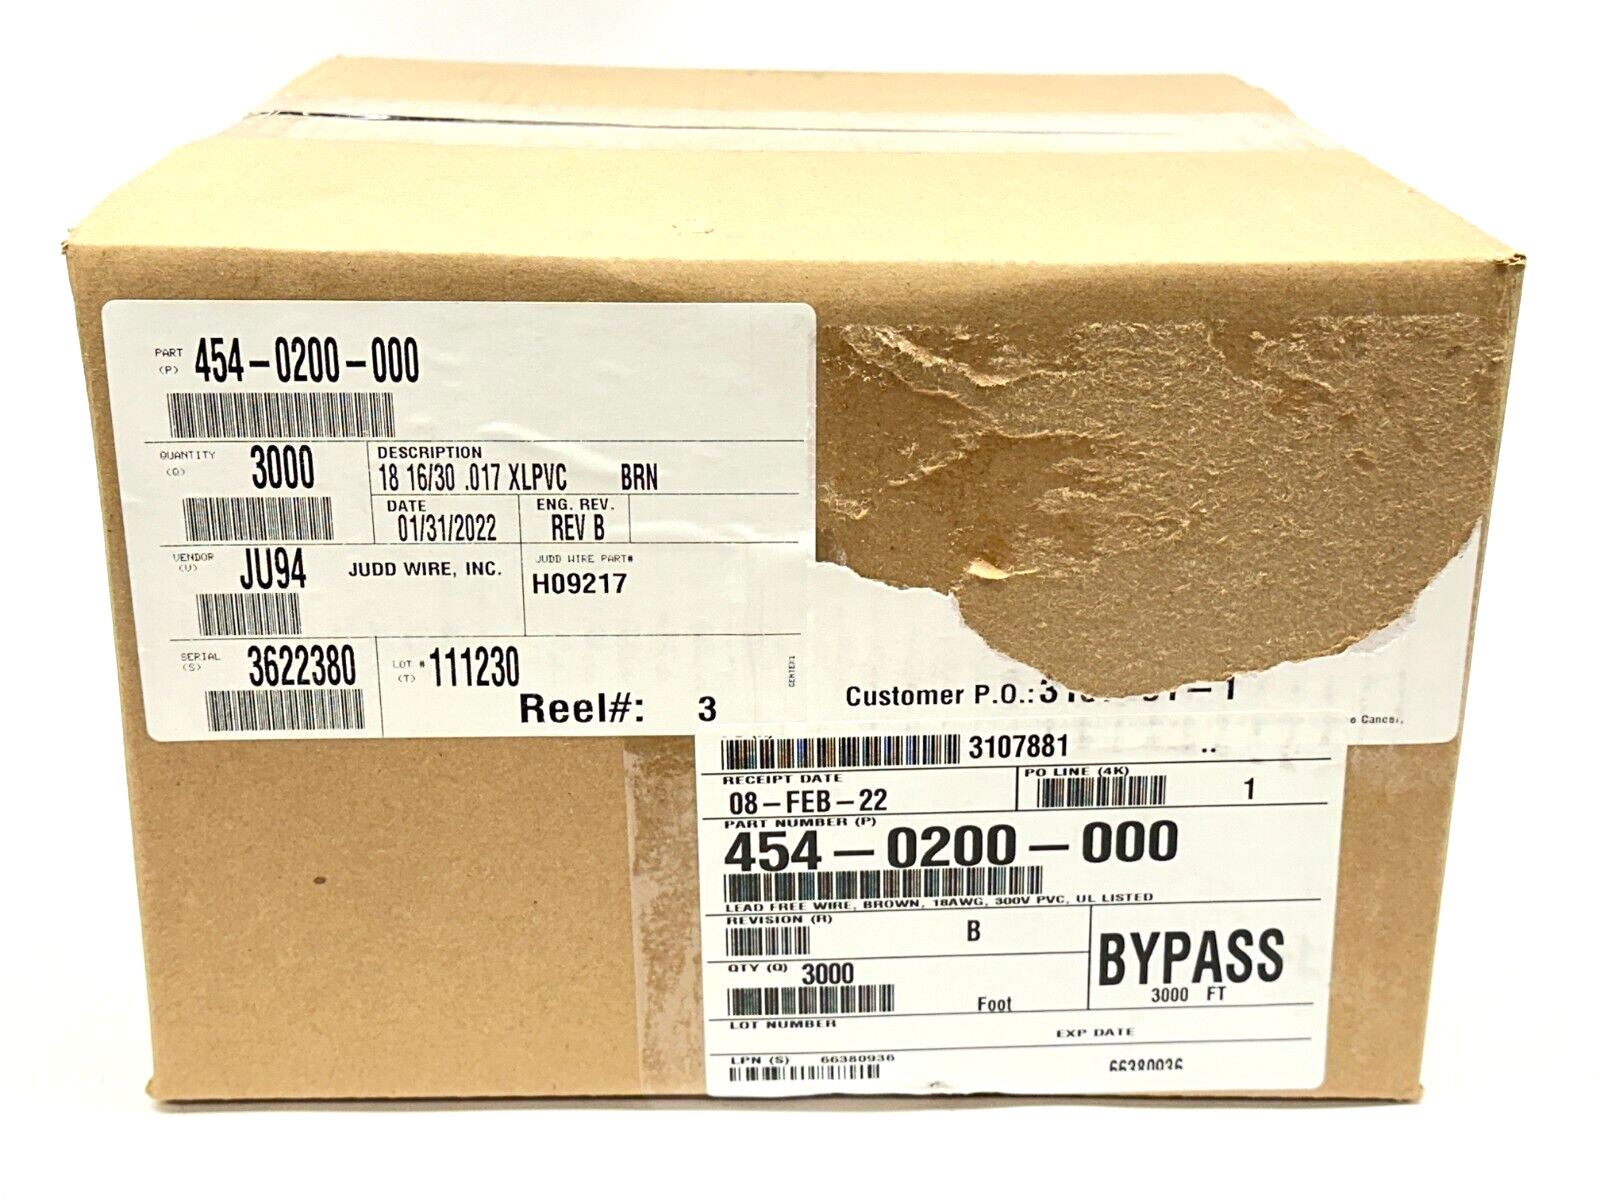 PART (P) 454-0200-000
QUANTITY (Q) 3000
DESCRIPTION
18 16/30 .017 XLPVC BRN
DATE
01/31/2022
ENG. REV.
REV B
VENDOR (V) JU94 JUDD WIRE, INC.
JUDD WIRE PART#
H09217
SERIAL (S) 3622380
LOT # (T) 111230
Reel#: 3
CENTEX1
Customer P.O.:
3107881
RECEIPT DATE
08-FEB-22
PO LINE (4K)
1
PART NUMBER (P)
454-0200-000
LEAD FREE WIRE, BROWN, 18AWG, 300V PVC, UL LISTED
REVISION (R)
B
QTY (Q) 3000
Foot
BYPASS
3000 FT
LOT NUMBER
EXP DATE
LPN (S) 66380936
66380936